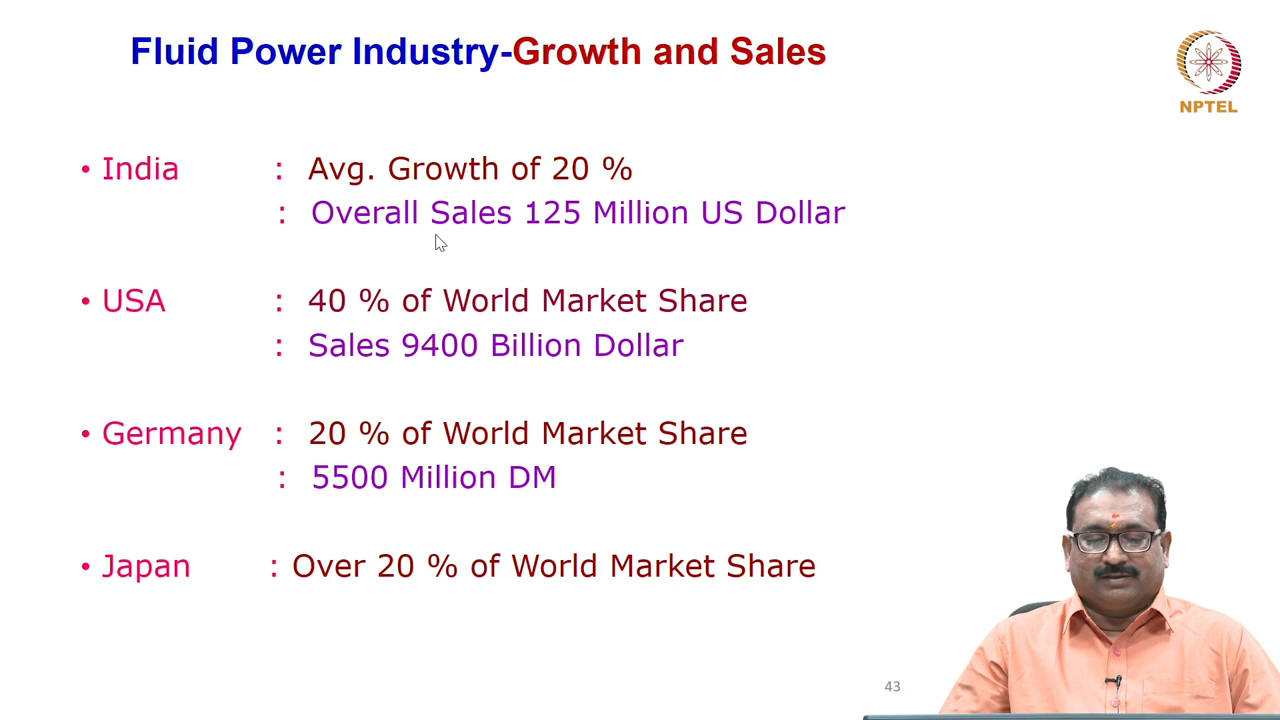 Fluid Power Industry-Growth and Sales
NPTEL
• India : Avg. Growth of 20 %
: Overall Sales 125 Million US Dollar
• USA : 40 % of World Market Share
: Sales 9400 Billion Dollar
• Germany : 20 % of World Market Share
: 5500 Million DM
• Japan : Over 20 % of World Market Share
43